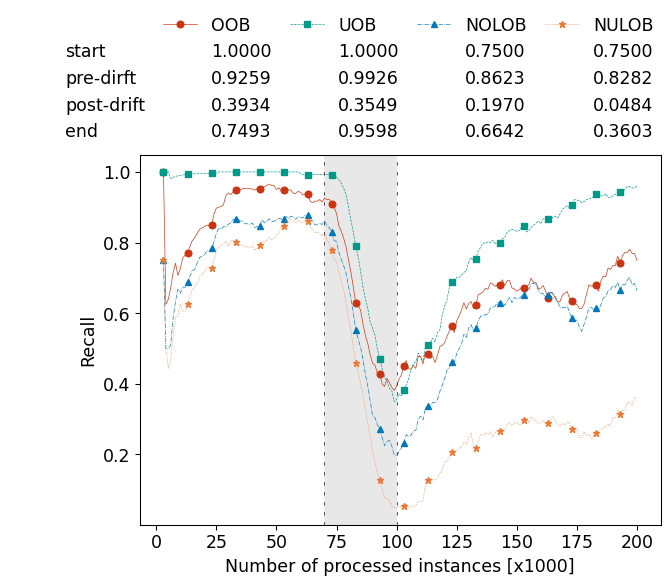 OOB UOB NOLOB NULOB
start 1.0000 1.0000 0.7500 0.7500
pre-dirft 0.9259 0.9926 0.8623 0.8282
post-drift 0.3934 0.3549 0.1970 0.0484
end 0.7493 0.9598 0.6642 0.3603
1.0
0.8
0.6
0.4
0.2
Recall
0 25 50 75 100 125 150 175 200
Number of processed instances [x1000]